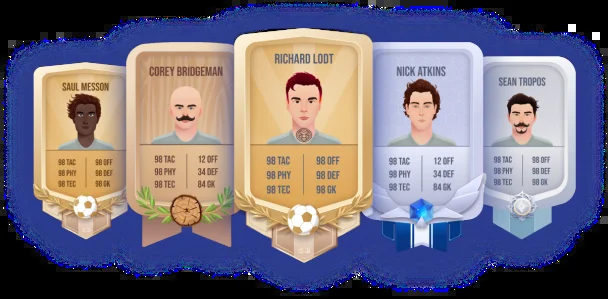 SAUL MESSON
98 TAC 98 OFF
98 PHY 98 DEF
98 TEC 98 GK
COREY BRIDGEMAN
98 TAC 12 OFF
98 PHY 34 DEF
98 TEC 84 GK
RICHARD LODT
98 TAC 98 OFF
98 PHY 98 DEF
98 TEC 98 GK
NICK ATKINS
98 TAC 12 OFF
98 PHY 34 DEF
98 TEC 84 GK
SEAN TROPOS
98 TAC 98 OFF
98 PHY 98 DEF
98 TEC 98 GK